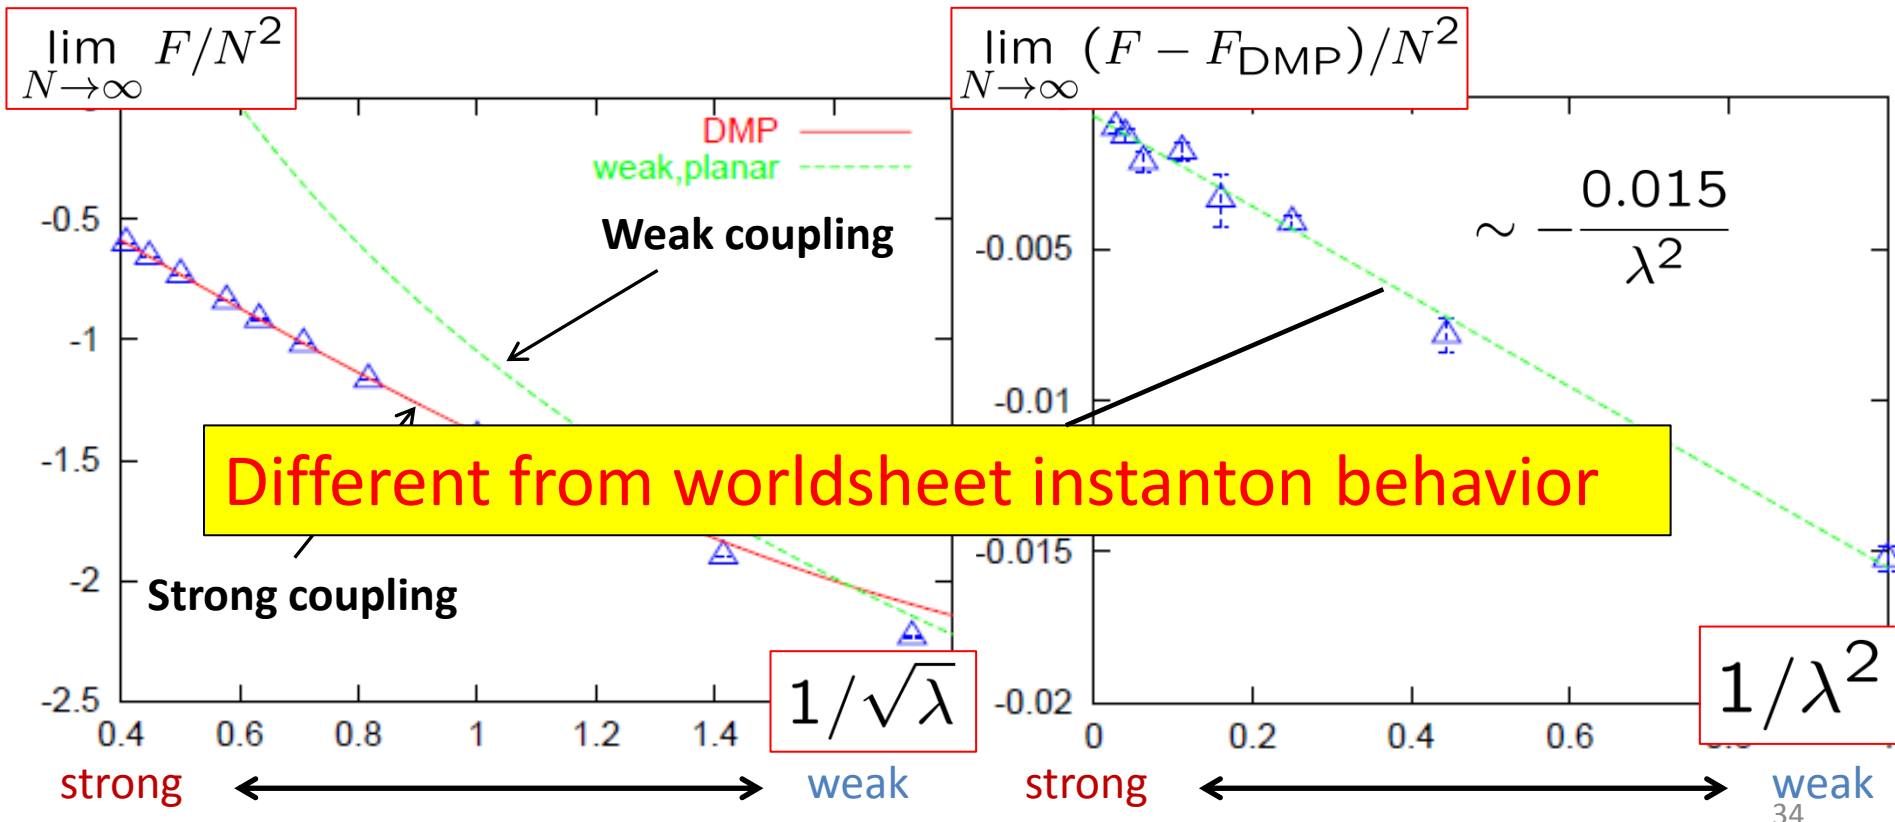 lim F/N²
N→∞
DMP
weak,planar
Weak coupling
-0.5
-1
-1.5
-2
-2.5
Strong coupling
0.4 0.6 0.8 1 1.2 1.4
1/√λ
strong weak
lim (F − F_DMP)/N²
N→∞
∼ − 0.015/λ²
-0.005
-0.01
-0.015
-0.02
0 0.2 0.4 0.6
1/λ²
strong weak
Different from worldsheet instanton behavior
34